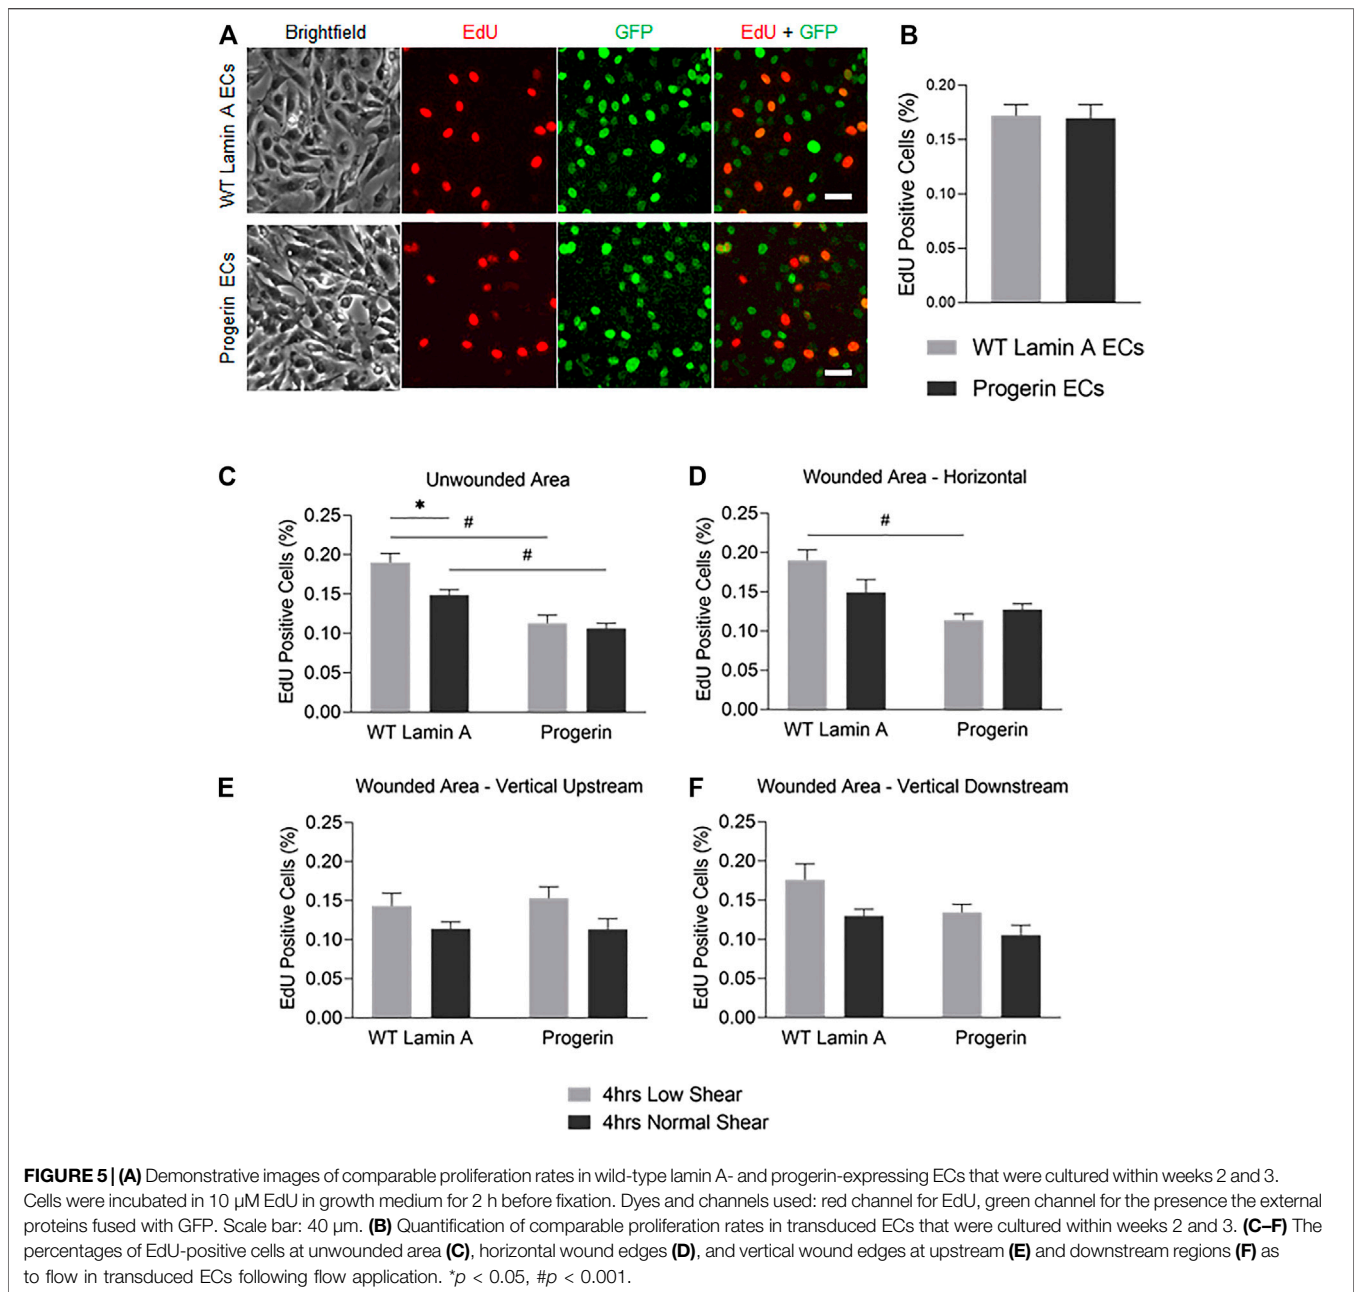 A
Brightfield
EdU
GFP
EdU + GFP
WT Lamin A ECs
Progerin ECs
B
EdU Positive Cells (%)
0.20
0.15
0.10
0.05
0.00
WT Lamin A ECs
Progerin ECs
C
Unwounded Area
EdU Positive Cells (%)
0.25
0.20
0.15
0.10
0.05
0.00
*
#
#
WT Lamin A
Progerin
D
Wounded Area - Horizontal
EdU Positive Cells (%)
0.25
0.20
0.15
0.10
0.05
0.00
#
WT Lamin A
Progerin
E
Wounded Area - Vertical Upstream
EdU Positive Cells (%)
0.25
0.20
0.15
0.10
0.05
0.00
WT Lamin A
Progerin
F
Wounded Area - Vertical Downstream
EdU Positive Cells (%)
0.25
0.20
0.15
0.10
0.05
0.00
WT Lamin A
Progerin
4hrs Low Shear
4hrs Normal Shear
FIGURE 5 | (A) Demonstrative images of comparable proliferation rates in wild-type lamin A- and progerin-expressing ECs that were cultured within weeks 2 and 3.
Cells were incubated in 10 µM EdU in growth medium for 2 h before fixation. Dyes and channels used: red channel for EdU, green channel for the presence the external
proteins fused with GFP. Scale bar: 40 µm. (B) Quantification of comparable proliferation rates in transduced ECs that were cultured within weeks 2 and 3. (C–F) The
percentages of EdU-positive cells at unwounded area (C), horizontal wound edges (D), and vertical wound edges at upstream (E) and downstream regions (F) as
to flow in transduced ECs following flow application. *p < 0.05, #p < 0.001.